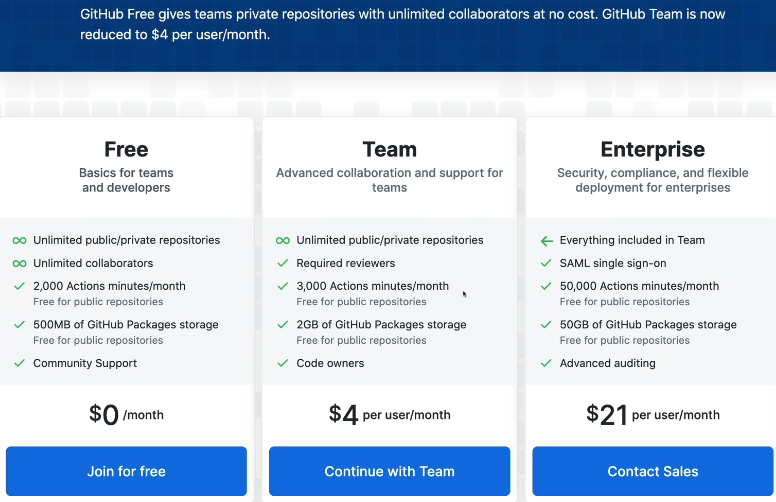 GitHub Free gives teams private repositories with unlimited collaborators at no cost. GitHub Team is now
reduced to $4 per user/month.
Free
Basics for teams
and developers
Unlimited public/private repositories
Unlimited collaborators
2,000 Actions minutes/month
Free for public repositories
500MB of GitHub Packages storage
Free for public repositories
Community Support
$0 /month
Join for free
Team
Advanced collaboration and support for
teams
Unlimited public/private repositories
Required reviewers
3,000 Actions minutes/month
Free for public repositories
2GB of GitHub Packages storage
Free for public repositories
Code owners
$4 per user/month
Continue with Team
Enterprise
Security, compliance, and flexible
deployment for enterprises
Everything included in Team
SAML single sign-on
50,000 Actions minutes/month
Free for public repositories
50GB of GitHub Packages storage
Free for public repositories
Advanced auditing
$21 per user/month
Contact Sales